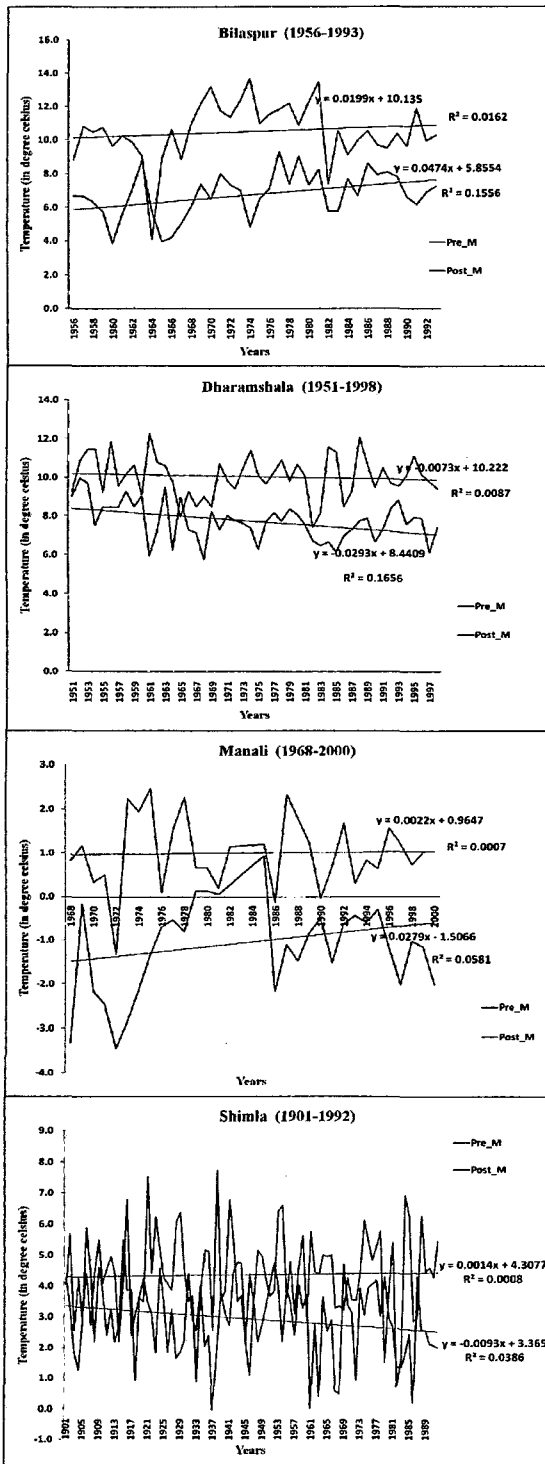 Bilaspur (1956-1993)
16.0
14.0
12.0
10.0
8.0
6.0
4.0
2.0
0.0
Temperature (in degree celsius)
y = 0.0199x + 10.135
R² = 0.0162
y = 0.0474x + 5.8554
R² = 0.1556
Pre_M
Post_M
1956 1958 1960 1962 1964 1966 1968 1970 1972 1974 1976 1978 1980 1982 1984 1986 1988 1990 1992
Years
Dharamshala (1951-1998)
14.0
12.0
10.0
8.0
6.0
4.0
2.0
0.0
Temperature (in degree celsius)
y = -0.0073x + 10.222
R² = 0.0087
y = -0.0293x + 8.4409
R² = 0.1656
Pre_M
Post_M
1951 1953 1955 1957 1959 1961 1963 1965 1967 1969 1971 1973 1975 1977 1979 1981 1983 1985 1987 1989 1991 1993 1995 1997
Years
Manali (1968-2000)
3.0
2.0
1.0
0.0
-1.0
-2.0
-3.0
-4.0
Temperature (in degree celsius)
y = 0.0022x + 0.9647
R² = 0.0007
1968 1970 1972 1974 1976 1978 1980 1982 1984 1986 1988 1990 1992 1994 1996 1998 2000
y = 0.0279x - 1.5066
R² = 0.0581
Pre_M
Post_M
Years
Shimla (1901-1992)
9.0
8.0
7.0
6.0
5.0
4.0
3.0
2.0
1.0
0.0
-1.0
Temperature (in degree celsius)
Pre_M
Post_M
y = 0.0014x + 4.3077
R² = 0.0008
y = -0.0093x + 3.365
R² = 0.0386
1901 1905 1909 1913 1917 1921 1925 1929 1933 1937 1941 1945 1949 1953 1957 1961 1965 1969 1973 1977 1981 1985 1989
Years